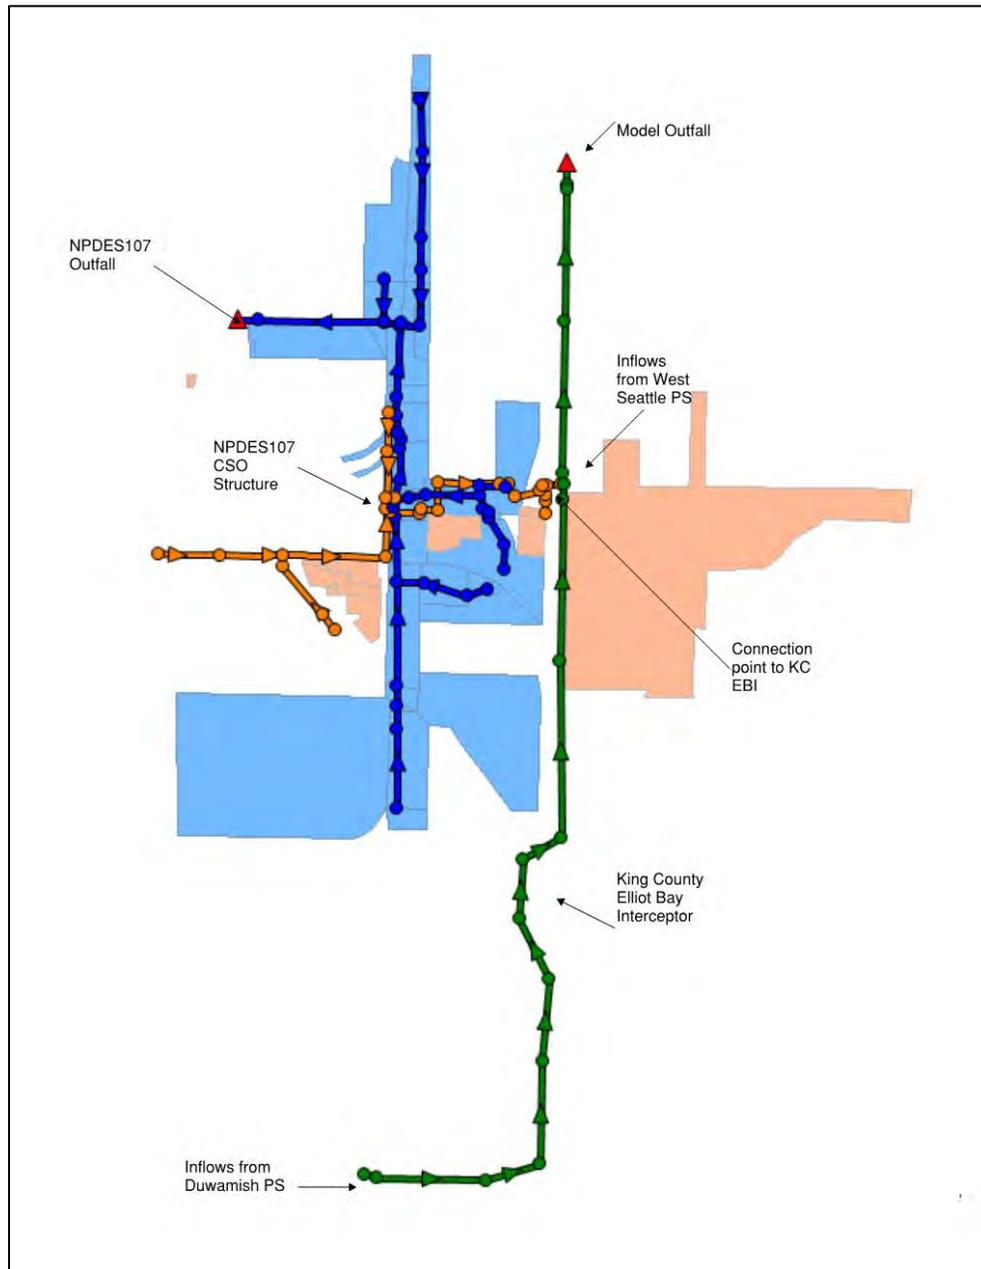 Model Outfall
NPDES107
Outfall
Inflows
from West
Seattle PS
NPDES107
CSO
Structure
Connection
point to KC
EBI
King County
Elliot Bay
Interceptor
Inflows from
Duwamish PS